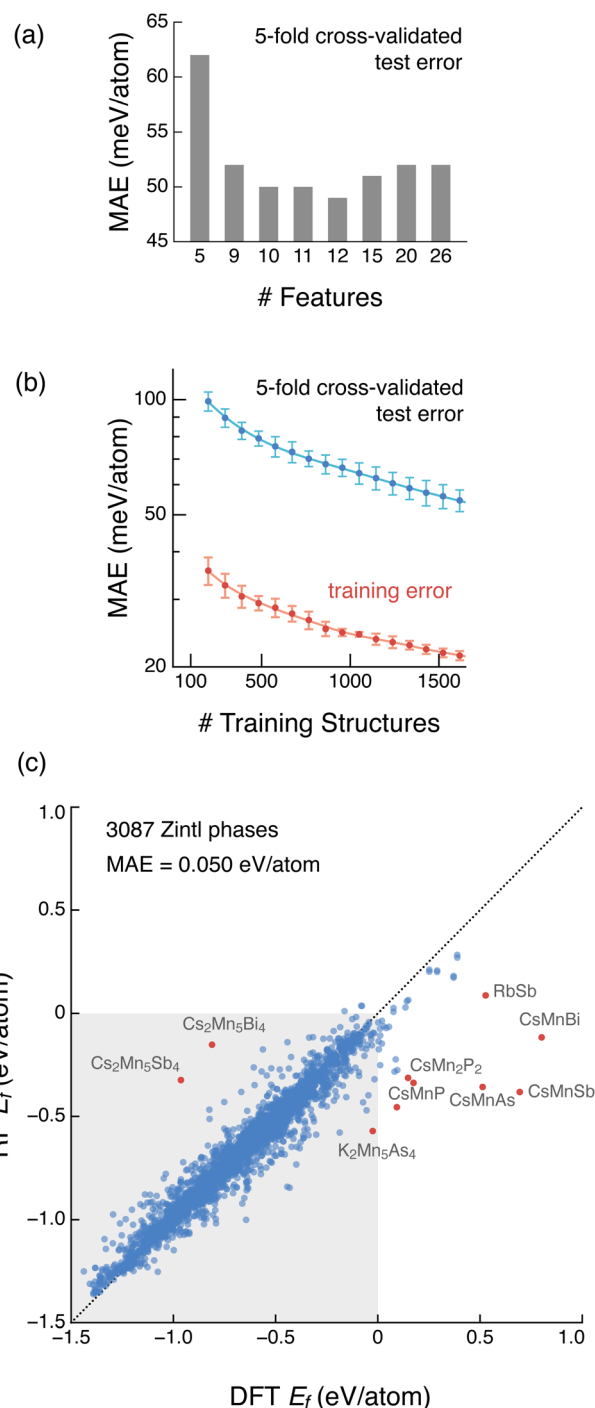 (a)
5-fold cross-validated
test error
MAE (meV/atom)
65
60
55
50
45
5 9 10 11 12 15 20 26
# Features
(b)
5-fold cross-validated
test error
MAE (meV/atom)
100
50
20
training error
100 500 1000 1500
# Training Structures
(c)
3087 Zintl phases
MAE = 0.050 eV/atom
E_f (eV/atom)
1.0
0.5
0
−0.5
−1.0
−1.5
RbSb
CsMnBi
Cs₂Mn₅Bi₄
Cs₂Mn₅Sb₄
CsMn₂P₂
CsMnP
CsMnAs
CsMnSb
K₂Mn₅As₄
−1.5 −1.0 −0.5 0 0.5 1.0
DFT E_f (eV/atom)